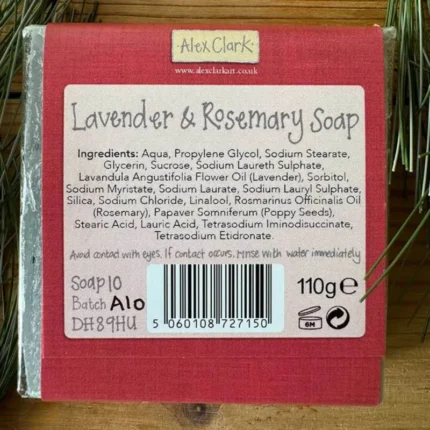 Alex Clark
www.alexclarkart.co.uk
Lavender & Rosemary Soap
Ingredients: Aqua, Propylene Glycol, Sodium Stearate,
Glycerin, Sucrose, Sodium Laureth Sulphate,
Lavandula Angustifolia Flower Oil (Lavender), Sorbitol,
Sodium Myristate, Sodium Laurate, Sodium Lauryl Sulphate,
Silica, Sodium Chloride, Linalool, Rosmarinus Officinalis Oil
(Rosemary), Papaver Somniferum (Poppy Seeds),
Stearic Acid, Lauric Acid, Tetrasodium Iminodisuccinate,
Tetrasodium Etidronate.
Avoid contact with eyes. If contact occurs, rinse with water immediately
Soap10
Batch A10
DH89HU
5 060108 727150
110g e
6M